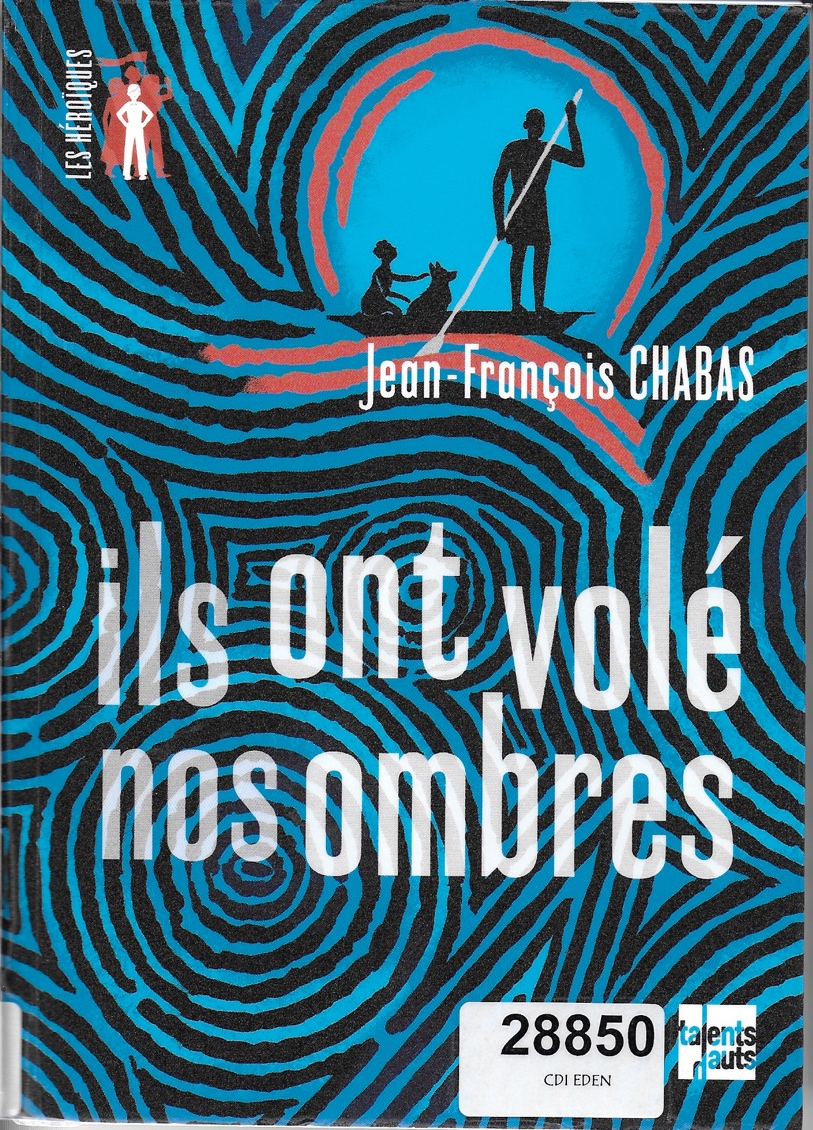 LES HÉROÏQUES
Jean-François CHABAS
ils ont volé
nos ombres
28850
CDI EDEN
talents
hauts